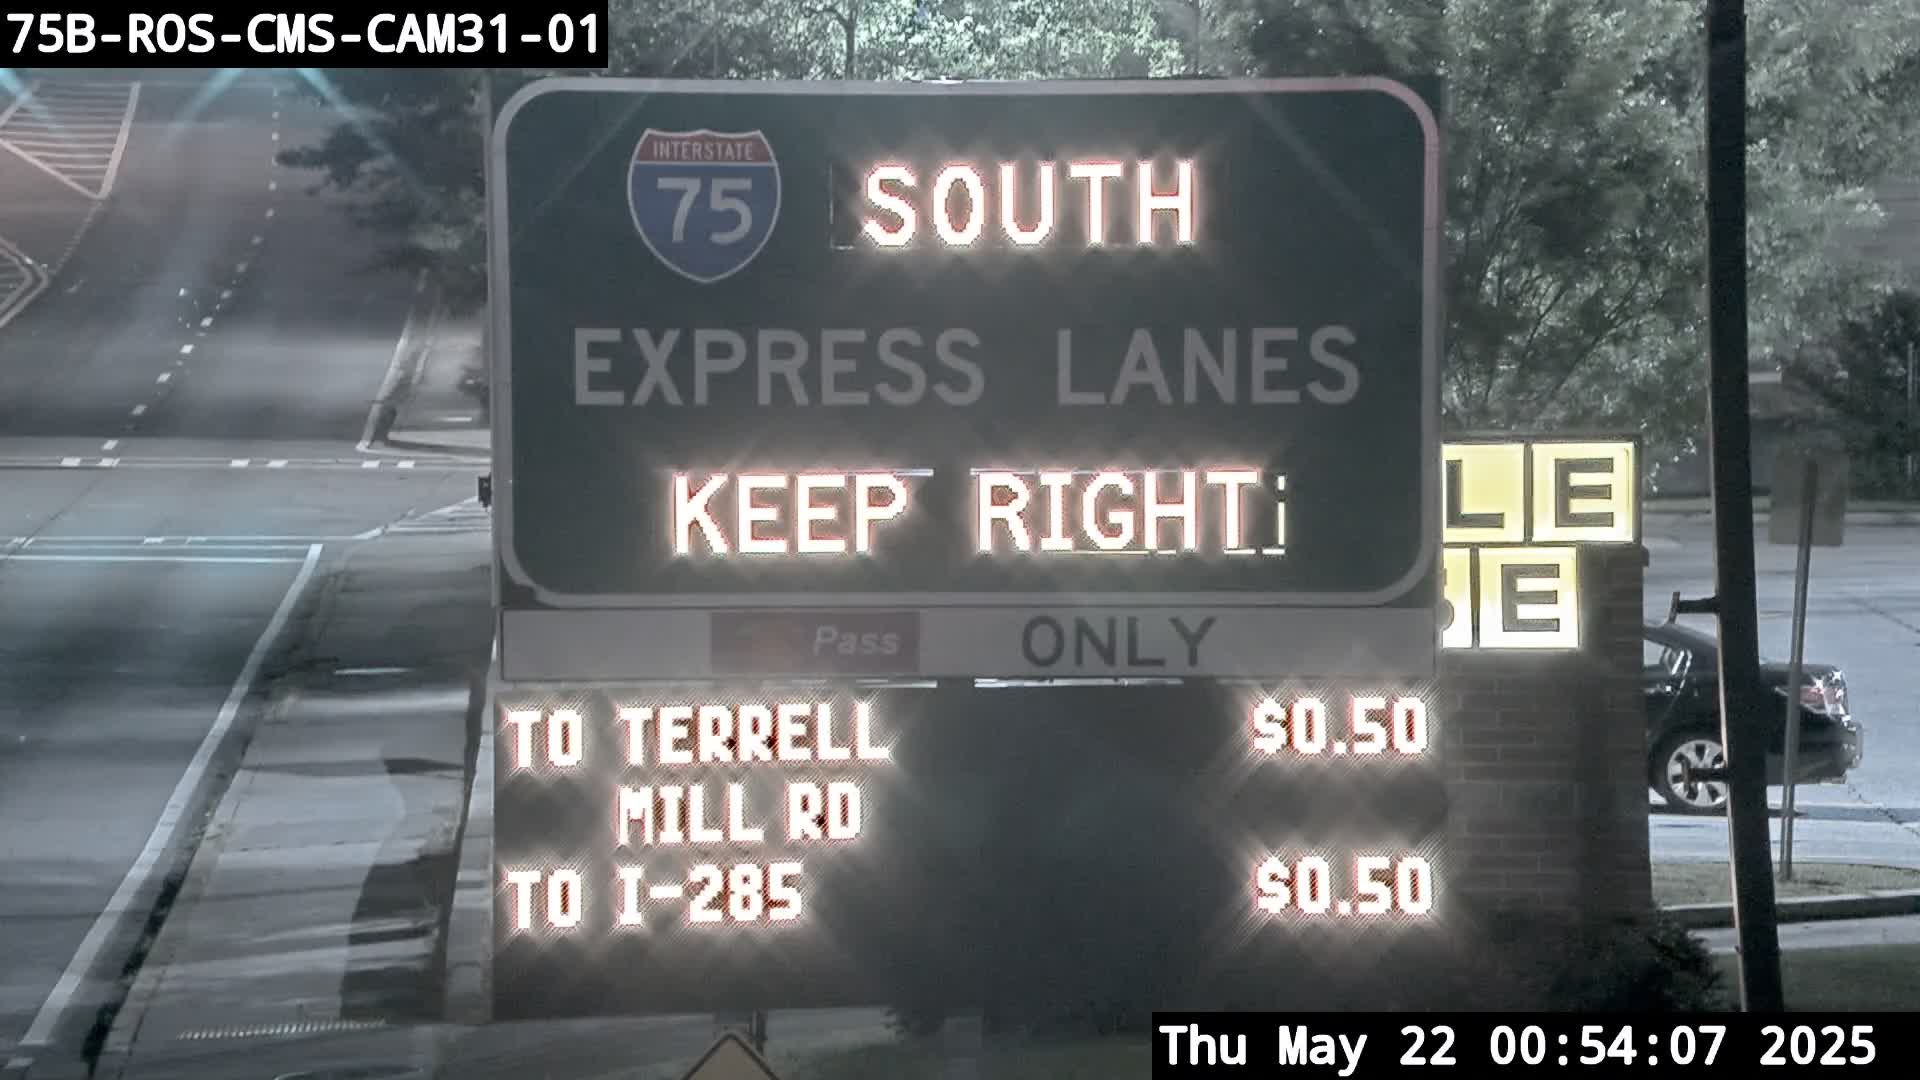 75B-ROS-CMS-CAM31-01
INTERSTATE
75
SOUTH
EXPRESS LANES
KEEP RIGHT
Pass ONLY
TO TERRELL $0.50
MILL RD
TO I-285 $0.50
LE
E
Thu May 22 00:54:07 2025